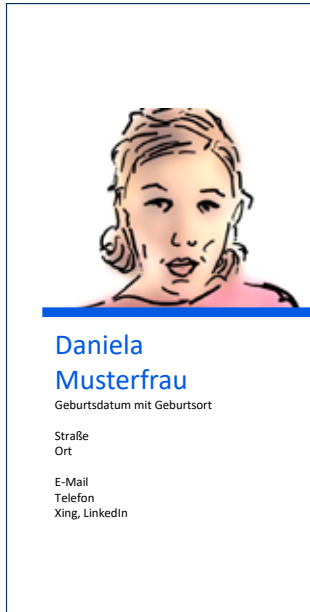 Daniela
Musterfrau
Geburtsdatum mit Geburtsort
Straße
Ort
E-Mail
Telefon
Xing, LinkedIn